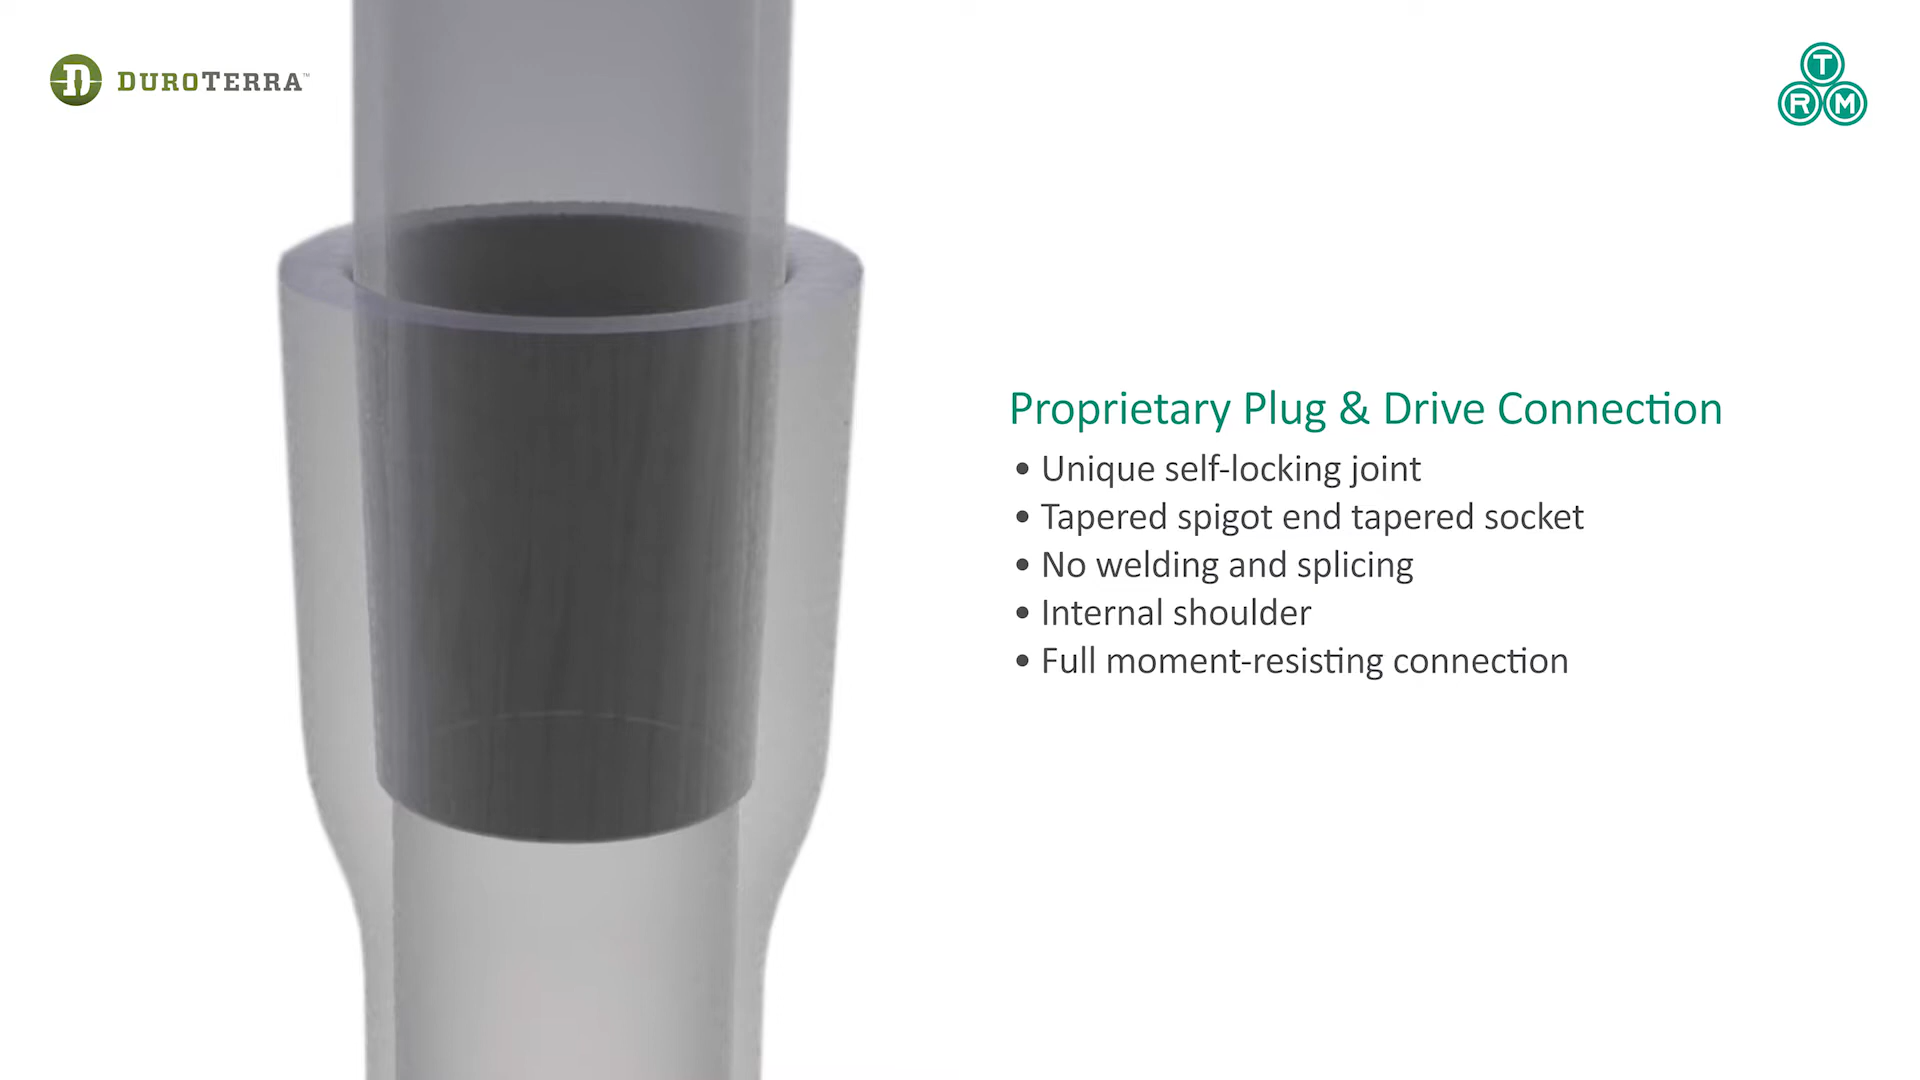 D DUROTERRA™
T
R M
Proprietary Plug & Drive Connection
• Unique self-locking joint
• Tapered spigot end tapered socket
• No welding and splicing
• Internal shoulder
• Full moment-resisting connection